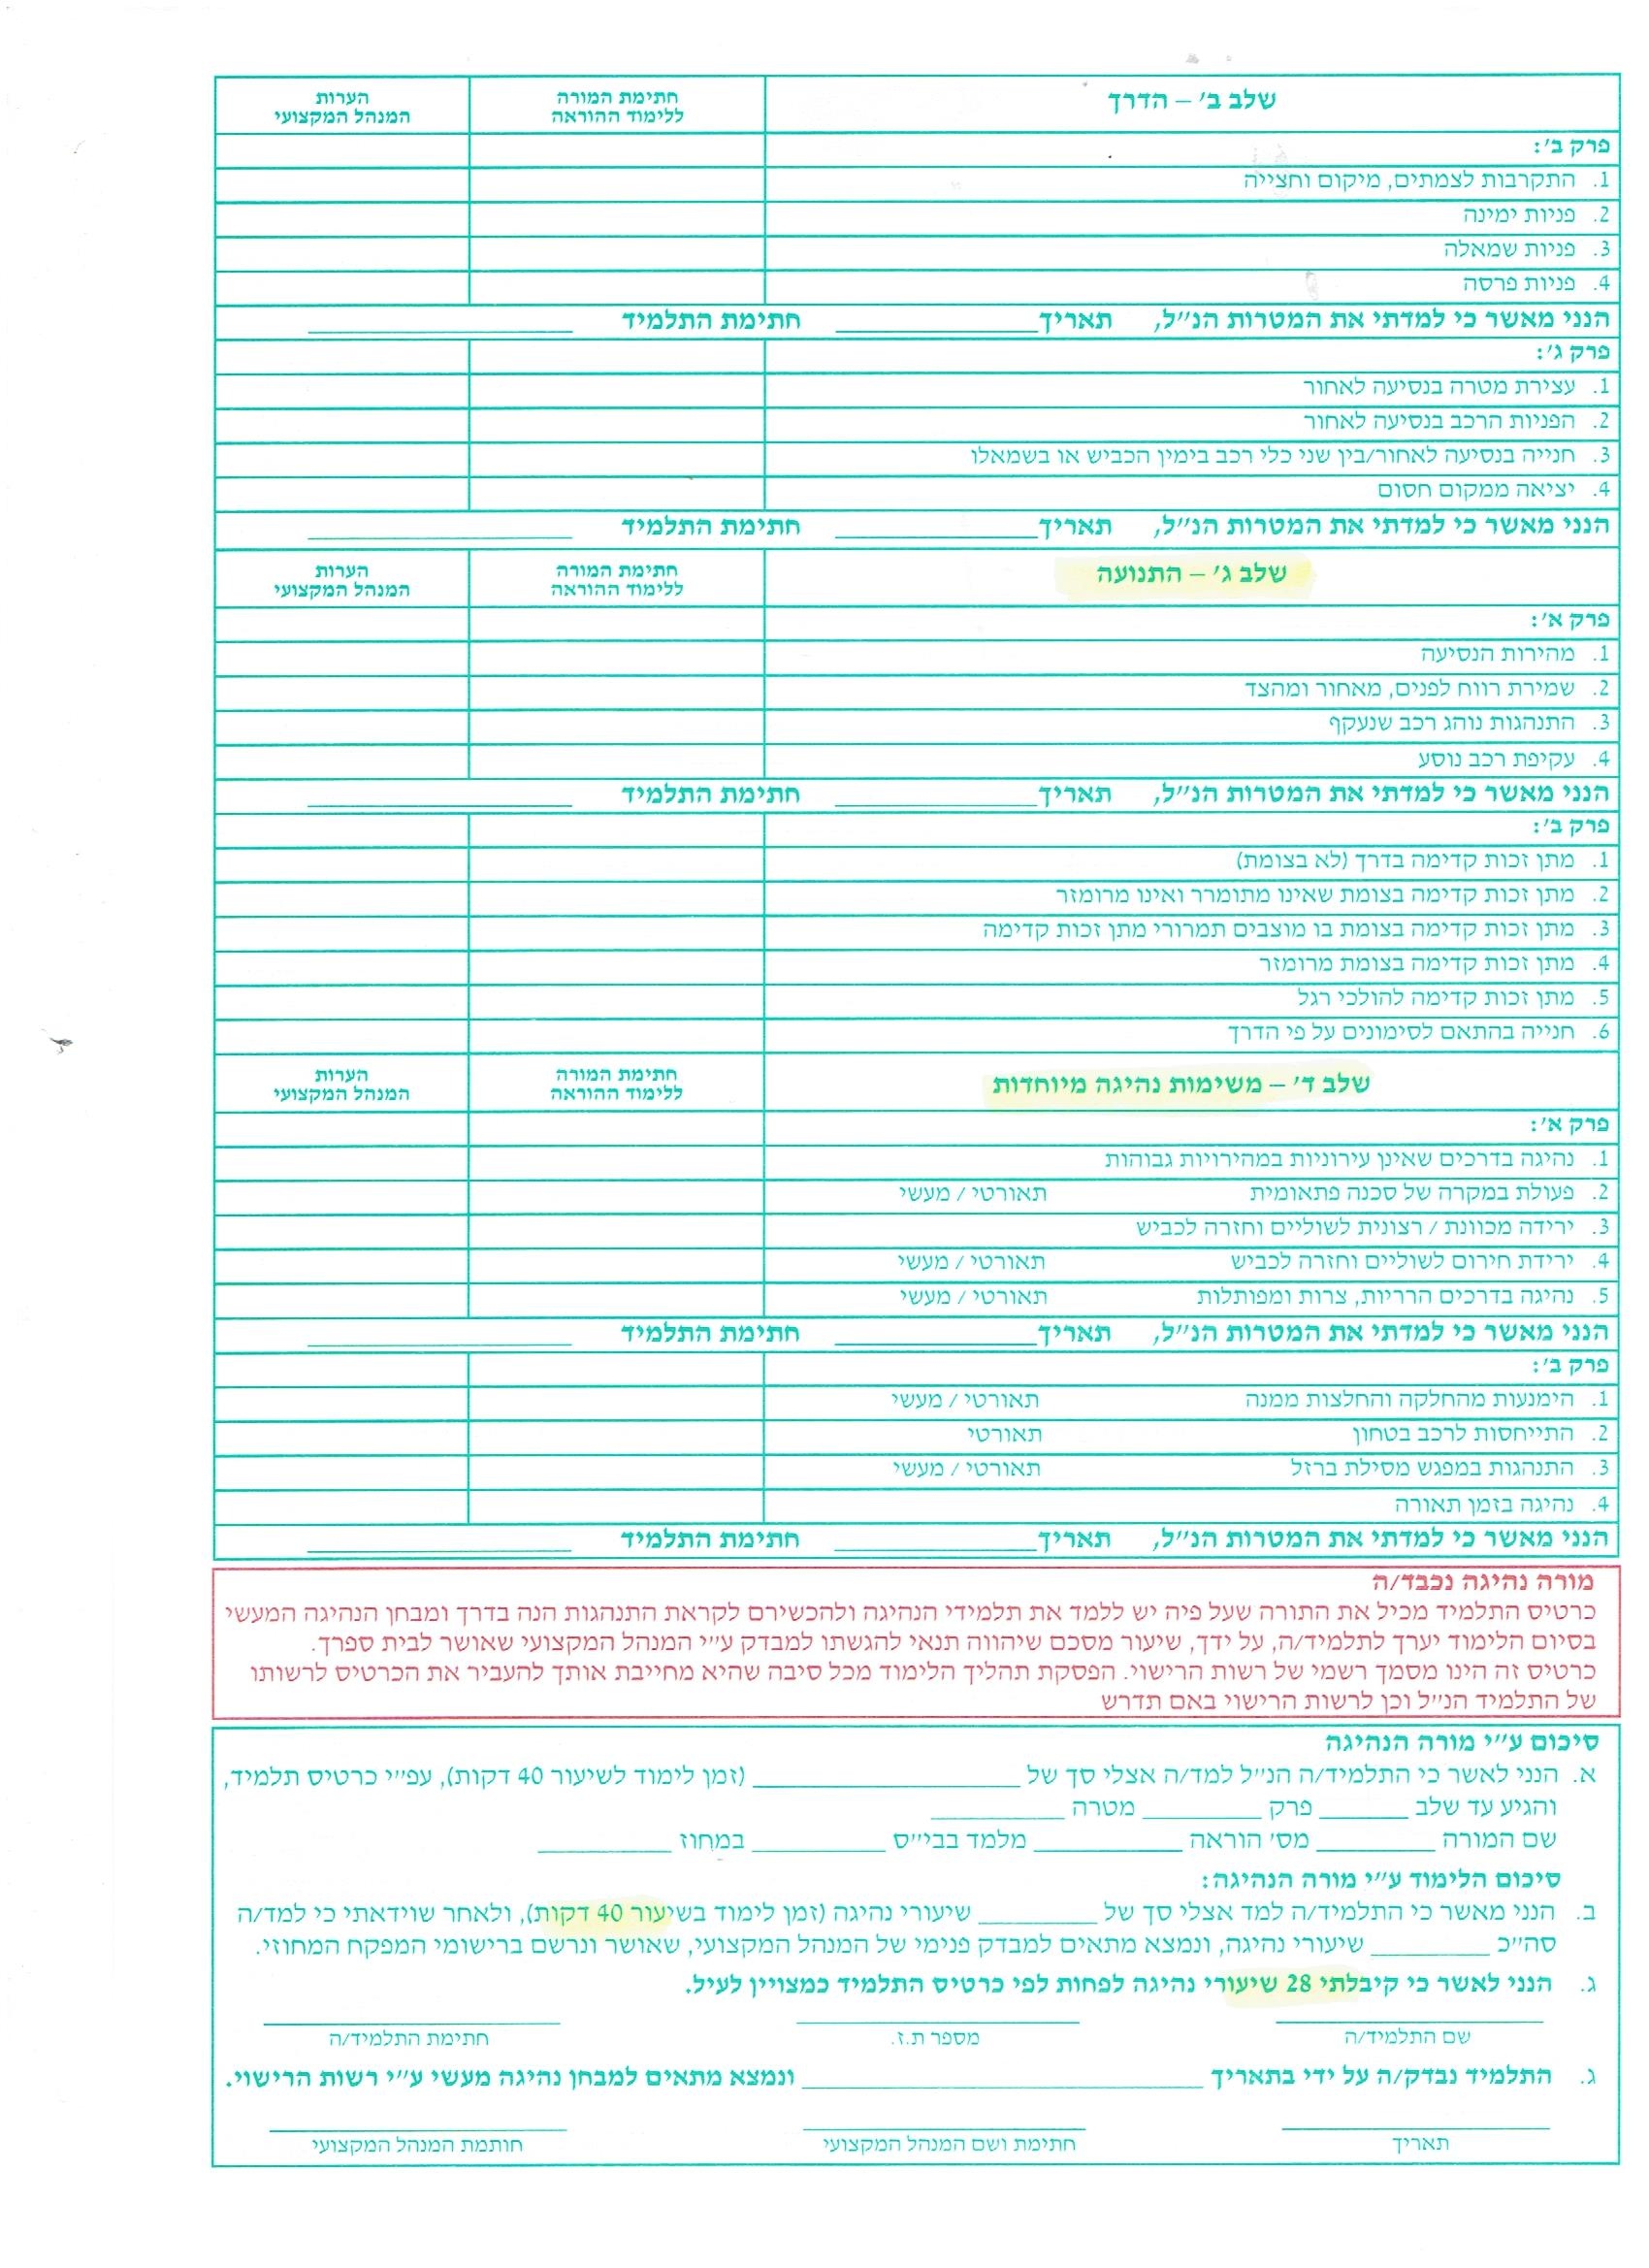 שלב ב' – הדרך חתימת המורה ללימוד ההוראה הערות המנהל המקצועי
פרק ב':
1. התקרבות לצמתים, מיקום וחצייה
2. פניות ימינה
3. פניות שמאלה
4. פניות פרסה
הנני מאשר כי למדתי את המטרות הנ"ל, תאריך____________ חתימת התלמיד ____________
פרק ג':
1. עצירת מטרה בנסיעה לאחור
2. הפניות הרכב בנסיעה לאחור
3. חנייה בנסיעה לאחור/בין שני כלי רכב בימין הכביש או בשמאלו
4. יציאה ממקום חסום
הנני מאשר כי למדתי את המטרות הנ"ל, תאריך____________ חתימת התלמיד ____________
שלב ג' – התנועה חתימת המורה ללימוד ההוראה הערות המנהל המקצועי
פרק א':
1. מהירות הנסיעה
2. שמירת רווח לפנים, מאחור ומהצד
3. התנהגות נוהג רכב שנעקף
4. עקיפת רכב נוסע
הנני מאשר כי למדתי את המטרות הנ"ל, תאריך____________ חתימת התלמיד ____________
פרק ב':
1. מתן זכות קדימה בדרך (לא בצומת)
2. מתן זכות קדימה בצומת שאינו מתומרר ואינו מרומזר
3. מתן זכות קדימה בצומת בו מוצבים תמרורי מתן זכות קדימה
4. מתן זכות קדימה בצומת מרומזר
5. מתן זכות קדימה להולכי רגל
6. חנייה בהתאם לסימונים על פי הדרך
שלב ד' – משימות נהיגה מיוחדות חתימת המורה ללימוד ההוראה הערות המנהל המקצועי
פרק א':
1. נהיגה בדרכים שאינן עירוניות במהירויות גבוהות
2. פעולת במקרה של סכנה פתאומית תאורטי / מעשי
3. ירידה מכוונת / רצונית לשוליים וחזרה לכביש
4. ירידת חירום לשוליים וחזרה לכביש תאורטי / מעשי
5. נהיגה בדרכים הרריות, צרות ומפותלות תאורטי / מעשי
הנני מאשר כי למדתי את המטרות הנ"ל, תאריך____________ חתימת התלמיד ____________
פרק ב':
1. הימנעות מהחלקה והחלצות ממנה תאורטי / מעשי
2. התייחסות לרכב בטחון תאורטי
3. התנהגות במפגש מסילת ברזל תאורטי / מעשי
4. נהיגה בזמן תאורה
הנני מאשר כי למדתי את המטרות הנ"ל, תאריך____________ חתימת התלמיד ____________
מורה נהיגה נכבד/ה
כרטיס התלמיד מכיל את התורה שעל פיה יש ללמד את תלמידי הנהיגה ולהכשירם לקראת התנהגות הנה בדרך ומבחן הנהיגה המעשי
בסיום הלימוד יערך לתלמיד/ה, על ידך, שיעור מסכם שיהווה תנאי להגשתו למבדק ע"י המנהל המקצועי שאושר לבית ספרך.
כרטיס זה הינו מסמך רשמי של רשות הרישוי. הפסקת תהליך הלימוד מכל סיבה שהיא מחייבת אותך להעביר את הכרטיס לרשותו
של התלמיד הנ"ל וכן לרשות הרישוי באם תדרש
סיכום ע"י מורה הנהיגה
א. הנני לאשר כי התלמיד/ה הנ"ל למד/ה אצלי סך של ____________ (זמן לימוד לשיעור 40 דקות), עפ"י כרטיס תלמיד,
והגיע עד שלב ______ פרק ________ מטרה ________
שם המורה ________ מס' הוראה ________ מלמד בבי"ס ________ במחוז ________
סיכום הלימוד ע"י מורה הנהיגה:
ב. הנני מאשר כי התלמיד/ה למד אצלי סך של ________ שיעורי נהיגה (זמן לימוד בשיעור 40 דקות), ולאחר שוידאתי כי למד/ה
סה"כ ________ שיעורי נהיגה, ונמצא מתאים למבדק פנימי של המנהל המקצועי, שאושר ונרשם ברישומי המפקח המחוזי.
ג. הנני לאשר כי קיבלתי 28 שיעורי נהיגה לפחות לפי כרטיס התלמיד כמצויין לעיל.
שם התלמיד/ה מספר ת.ז. חתימת התלמיד/ה
ג. התלמיד נבדק/ה על ידי בתאריך ____________ ונמצא מתאים למבחן נהיגה מעשי ע"י רשות הרישוי.
תאריך חתימת ושם המנהל המקצועי חותמת המנהל המקצועי